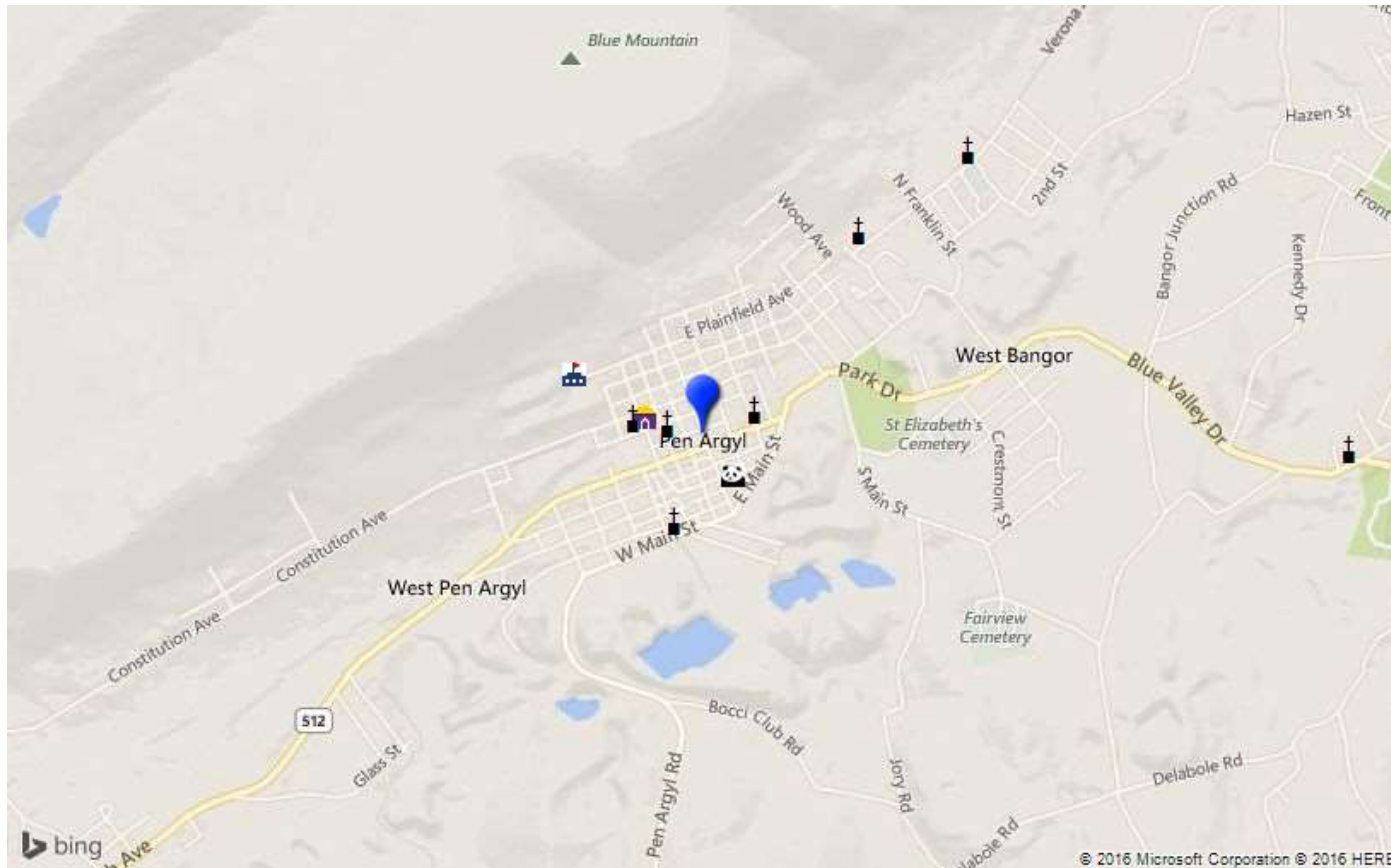 Blue Mountain
Verona
Hazen St
N Franklin St
2nd St
Bangor Junction Rd
Front
Wood Ave
Kennedy Dr
E Plainfield Ave
West Bangor
Park Dr
Blue Valley Dr
St Elizabeth's
Cemetery
Pen Argyl
E Main St
Crestmont St
S Main St
W Main St
Constitution Ave
West Pen Argyl
Fairview
Cemetery
Constitution Ave
512
Bocci Club Rd
Glass St
Jory Rd
Delabole Rd
Pen Argyl Rd
bing
Ave
© 2016 Microsoft Corporation © 2016 HERE